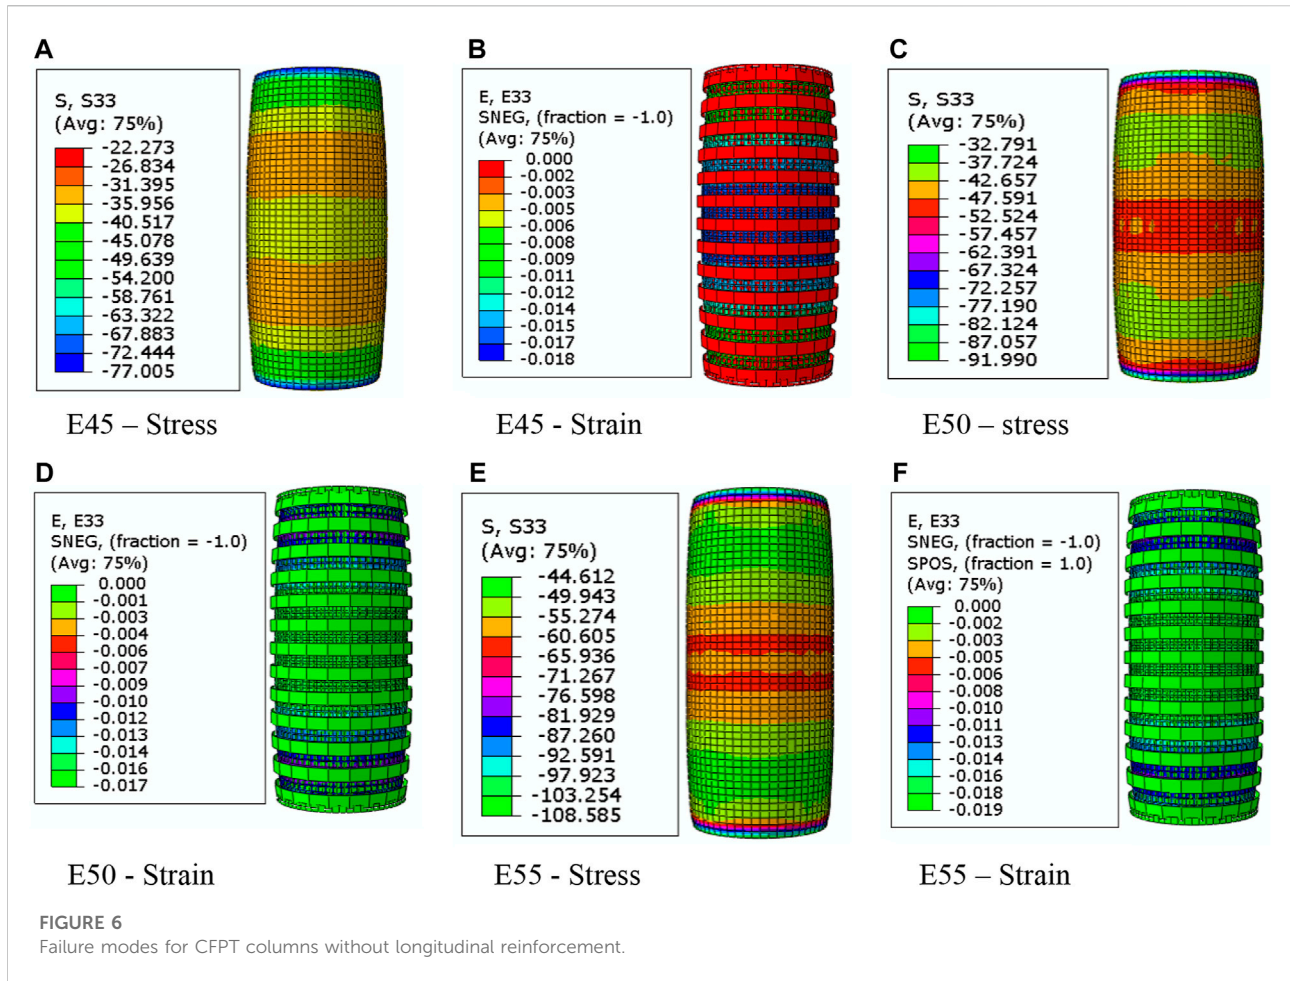 A
S, S33
(Avg: 75%)
-22.273
-26.834
-31.395
-35.956
-40.517
-45.078
-49.639
-54.200
-58.761
-63.322
-67.883
-72.444
-77.005
E45 – Stress
B
E, E33
SNEG, (fraction = -1.0)
(Avg: 75%)
0.000
-0.002
-0.003
-0.005
-0.006
-0.008
-0.009
-0.011
-0.012
-0.014
-0.015
-0.017
-0.018
E45 - Strain
C
S, S33
(Avg: 75%)
-32.791
-37.724
-42.657
-47.591
-52.524
-57.457
-62.391
-67.324
-72.257
-77.190
-82.124
-87.057
-91.990
E50 – stress
D
E, E33
SNEG, (fraction = -1.0)
(Avg: 75%)
0.000
-0.001
-0.003
-0.004
-0.006
-0.007
-0.009
-0.010
-0.012
-0.013
-0.014
-0.016
-0.017
E50 - Strain
E
S, S33
(Avg: 75%)
-44.612
-49.943
-55.274
-60.605
-65.936
-71.267
-76.598
-81.929
-87.260
-92.591
-97.923
-103.254
-108.585
E55 - Stress
F
E, E33
SNEG, (fraction = -1.0)
SPOS, (fraction = 1.0)
(Avg: 75%)
0.000
-0.002
-0.003
-0.005
-0.006
-0.008
-0.010
-0.011
-0.013
-0.014
-0.016
-0.018
-0.019
E55 – Strain
FIGURE 6
Failure modes for CFPT columns without longitudinal reinforcement.